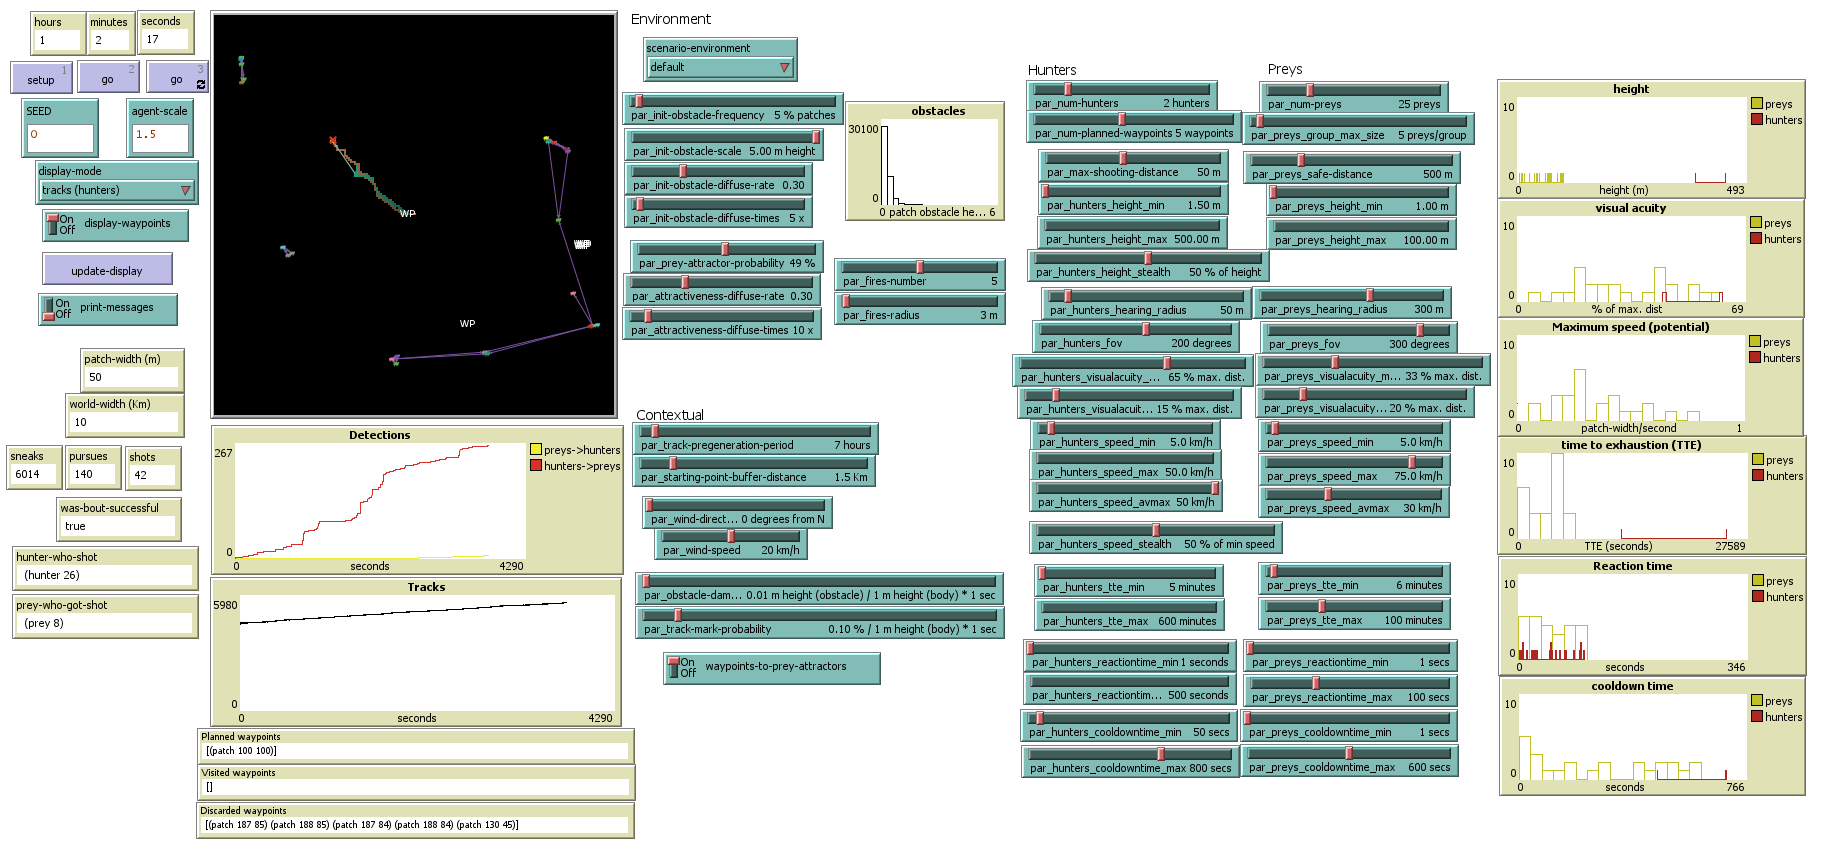 hours
1
minutes
2
seconds
17
setup 1
go 2
go 3
SEED
0
agent-scale
1.5
display-mode
tracks (hunters)
On
Off
display-waypoints
update-display
On
Off
print-messages
patch-width (m)
50
world-width (Km)
10
sneaks
6014
pursues
140
shots
42
was-bout-successful
true
hunter-who-shot
(hunter 26)
prey-who-got-shot
(prey 8)
WP
WP
Detections
267
0
0
seconds
4290
preys->hunters
hunters->preys
Tracks
5980
0
0
seconds
4290
Planned waypoints
[(patch 100 100)]
Visited waypoints
[]
Discarded waypoints
[(patch 187 85) (patch 188 85) (patch 187 84) (patch 188 84) (patch 130 45)]
Environment
scenario-environment
default
par_init-obstacle-frequency 5 % patches
par_init-obstacle-scale 5.00 m height
par_init-obstacle-diffuse-rate 0.30
par_init-obstacle-diffuse-times 5 x
obstacles
30100
0
0 patch obstacle he... 6
par_prey-attractor-probability 49 %
par_attractiveness-diffuse-rate 0.30
par_attractiveness-diffuse-times 10 x
par_fires-number 5
par_fires-radius 3 m
Contextual
par_track-pregeneration-period 7 hours
par_starting-point-buffer-distance 1.5 Km
par_wind-direct... 0 degrees from N
par_wind-speed 20 km/h
par_obstacle-dam... 0.01 m height (obstacle) / 1 m height (body) * 1 sec
par_track-mark-probability 0.10 % / 1 m height (body) * 1 sec
On
Off
waypoints-to-prey-attractors
Hunters
par_num-hunters 2 hunters
par_num-planned-waypoints 5 waypoints
par_max-shooting-distance 50 m
par_hunters_height_min 1.50 m
par_hunters_height_max 500.00 m
par_hunters_height_stealth 50 % of height
par_hunters_hearing_radius 50 m
par_hunters_fov 200 degrees
par_hunters_visualacuity_... 65 % max. dist.
par_hunters_visualacuit... 15 % max. dist.
par_hunters_speed_min 5.0 km/h
par_hunters_speed_max 50.0 km/h
par_hunters_speed_avmax 50 km/h
par_hunters_speed_stealth 50 % of min speed
par_hunters_tte_min 5 minutes
par_hunters_tte_max 600 minutes
par_hunters_reactiontime_min 1 seconds
par_hunters_reactiontim... 500 seconds
par_hunters_cooldowntime_min 50 secs
par_hunters_cooldowntime_max 800 secs
Preys
par_num-preys 25 preys
par_preys_group_max_size 5 preys/group
par_preys_safe-distance 500 m
par_preys_height_min 1.00 m
par_preys_height_max 100.00 m
par_preys_hearing_radius 300 m
par_preys_fov 300 degrees
par_preys_visualacuity_m... 33 % max. dist.
par_preys_visualacuity... 20 % max. dist.
par_preys_speed_min 5.0 km/h
par_preys_speed_max 75.0 km/h
par_preys_speed_avmax 30 km/h
par_preys_tte_min 6 minutes
par_preys_tte_max 100 minutes
par_preys_reactiontime_min 1 secs
par_preys_reactiontime_max 100 secs
par_preys_cooldowntime_min 1 secs
par_preys_cooldowntime_max 600 secs
height
10
0
0
height (m)
493
preys
hunters
visual acuity
10
0
0
% of max. dist
69
preys
hunters
Maximum speed (potential)
10
0
0
patch-width/second
1
preys
hunters
time to exhaustion (TTE)
10
0
0
TTE (seconds)
27589
preys
hunters
Reaction time
10
0
0
seconds
346
preys
hunters
cooldown time
10
0
0
seconds
766
preys
hunters